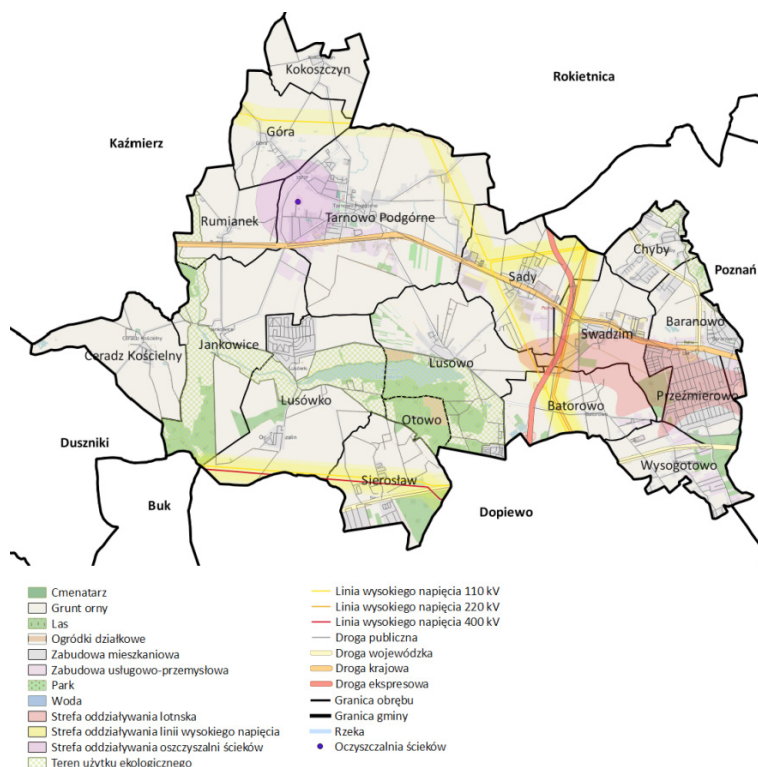 Kokoszczyn
Rokietnica
Góra
Kaźmierz
Rumianek
Tarnowo Podgórne
Chyby
Sady
Poznań
Baranowo
Swadzim
Ceradz Kościelny
Jankowice
Lusowo
Przeźmierowo
Lusówko
Batorowo
Otowo
Duszniki
Wysogotowo
Sierosław
Buk
Dopiewo
Cmenatarz
Grunt orny
Las
Ogródki działkowe
Zabudowa mieszkaniowa
Zabudowa usługowo-przemysłowa
Park
Woda
Strefa oddziaływania lotnska
Strefa oddziaływania linii wysokiego napięcia
Strefa oddziaływania oszczyszalni ścieków
Teren użytku ekologicznego
Linia wysokiego napięcia 110 kV
Linia wysokiego napięcia 220 kV
Linia wysokiego napięcia 400 kV
Droga publiczna
Droga wojewódzka
Droga krajowa
Droga ekspresowa
Granica obrębu
Granica gminy
Rzeka
Oczyszczalnia ścieków